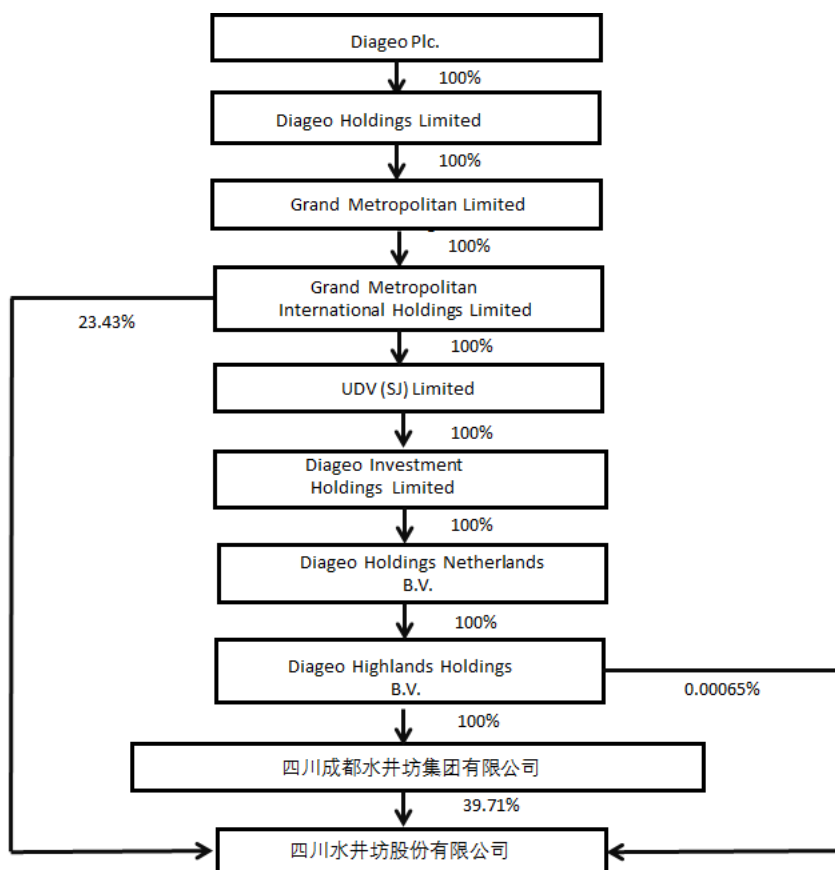 Diageo Plc.
100%
Diageo Holdings Limited
100%
Grand Metropolitan Limited
100%
Grand Metropolitan
International Holdings Limited
23.43%
100%
UDV (SJ) Limited
100%
Diageo Investment
Holdings Limited
100%
Diageo Holdings Netherlands
B.V.
100%
Diageo Highlands Holdings
B.V.
0.00065%
100%
四川成都水井坊集团有限公司
39.71%
四川水井坊股份有限公司